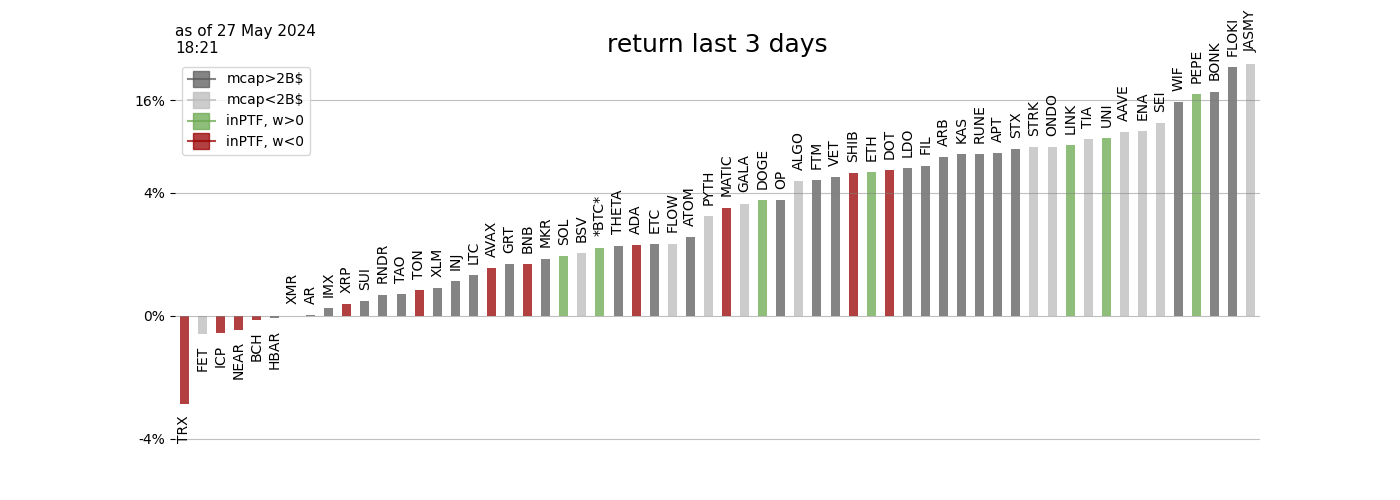 as of 27 May 2024
18:21
return last 3 days
mcap>2B$
mcap<2B$
inPTF, w>0
inPTF, w<0
16%
4%
0%
-4%
TRX
FET
ICP
NEAR
BCH
HBAR
XMR
AR
IMX
XRP
SUI
RNDR
TAO
TON
XLM
INJ
LTC
AVAX
GRT
BNB
MKR
SOL
BSV
*BTC*
THETA
ADA
ETC
FLOW
ATOM
PYTH
MATIC
GALA
DOGE
OP
ALGO
FTM
VET
SHIB
ETH
DOT
LDO
FIL
ARB
KAS
RUNE
APT
STX
STRK
ONDO
LINK
TIA
UNI
AAVE
ENA
SEI
WIF
PEPE
BONK
FLOKI
JASMY